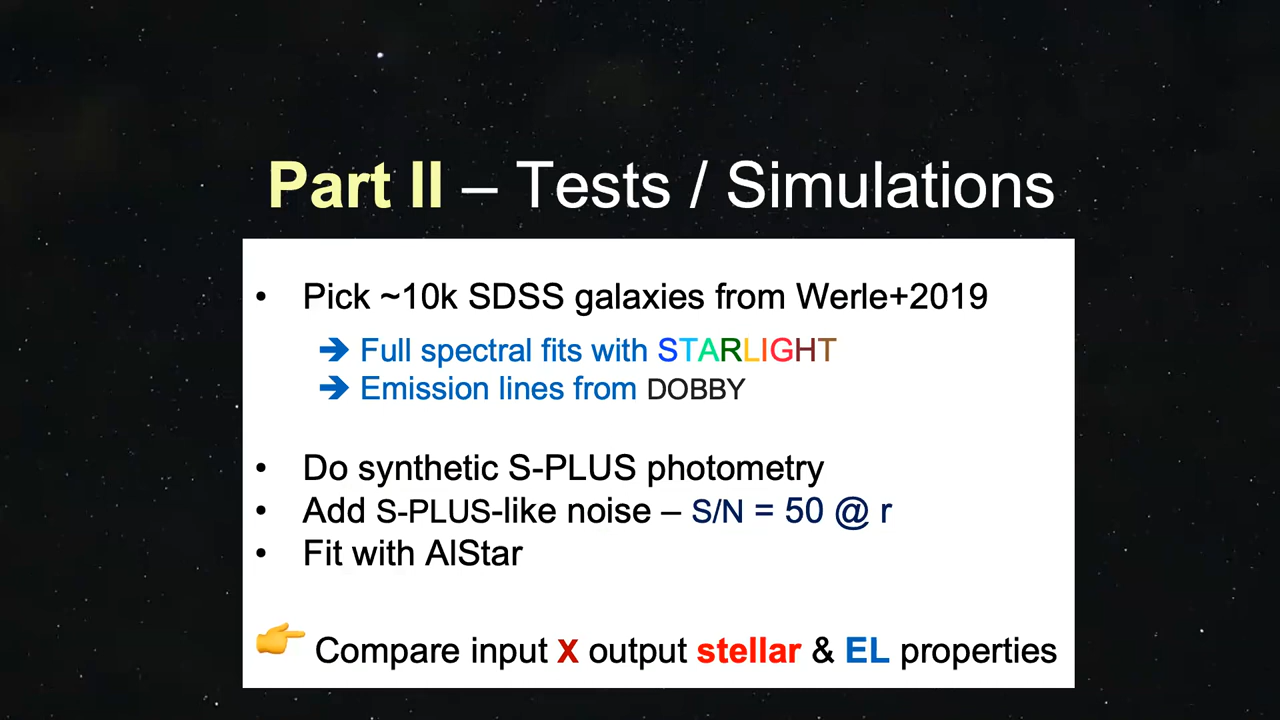 Part II – Tests / Simulations
• Pick ~10k SDSS galaxies from Werle+2019
➔ Full spectral fits with STARLIGHT
➔ Emission lines from DOBBY
• Do synthetic S-PLUS photometry
• Add S-PLUS-like noise – S/N = 50 @ r
• Fit with AlStar
👉 Compare input x output stellar & EL properties